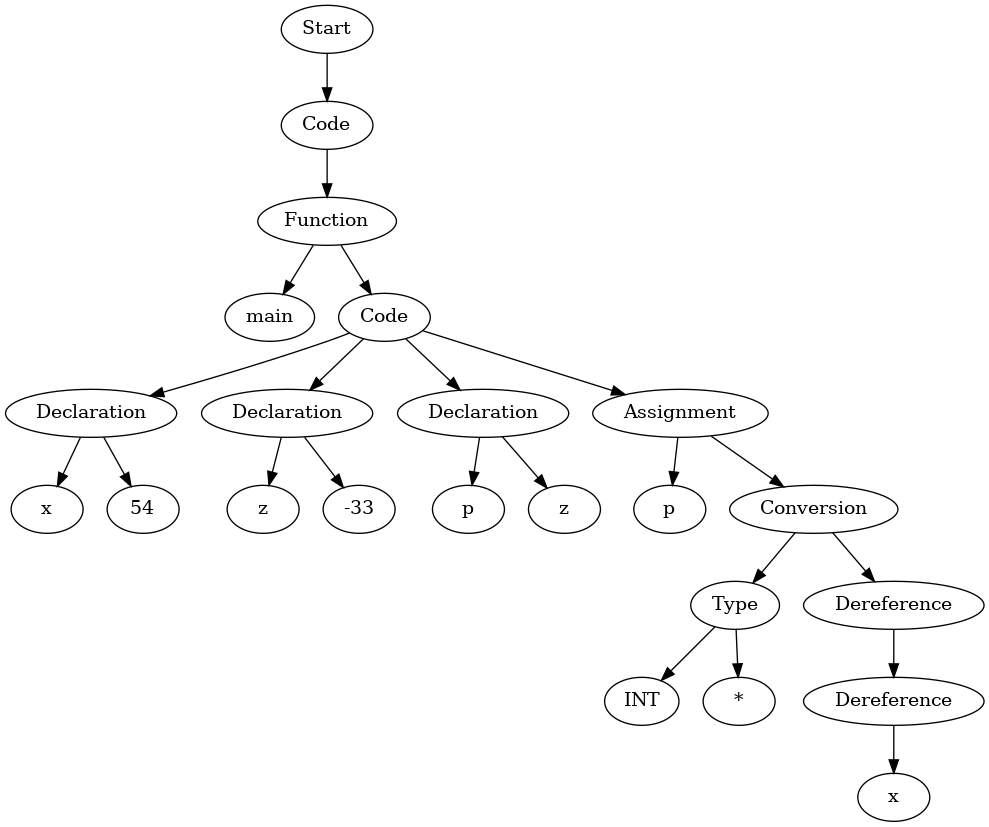 Start
Code
Function
main Code
Declaration Declaration Declaration Assignment
x 54 z -33 p z p Conversion
Type Dereference
INT * Dereference
x